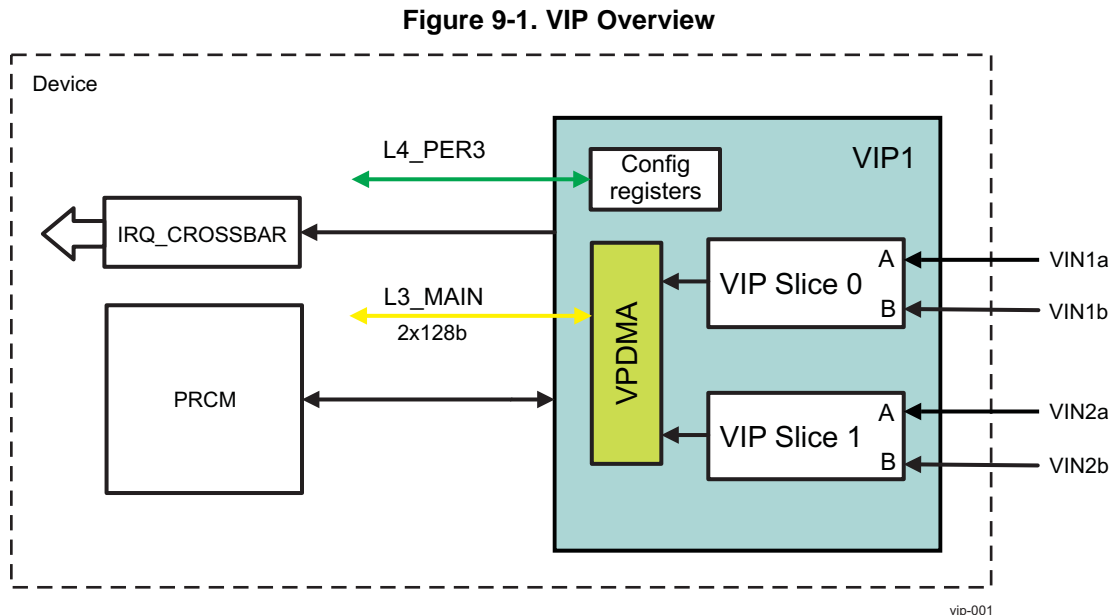 Figure 9-1. VIP Overview
Device
L4_PER3
Config
registers
VIP1
IRQ_CROSSBAR
L3_MAIN
2x128b
PRCM
VPDMA
VIP Slice 0
A
B
VIN1a
VIN1b
VIP Slice 1
A
B
VIN2a
VIN2b
vip-001